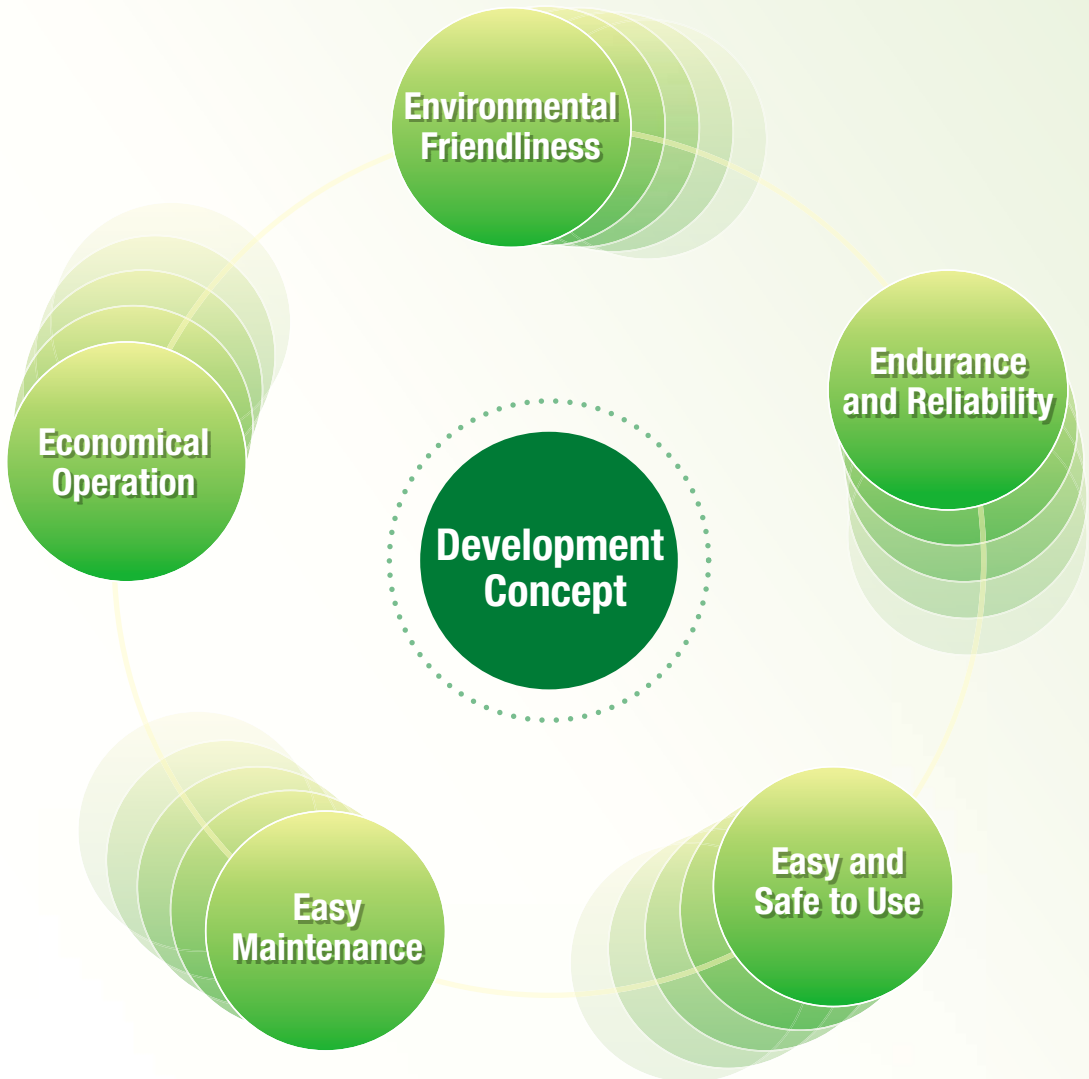 Environmental
Friendliness
Endurance
and Reliability
Economical
Operation
Development
Concept
Easy and
Safe to Use
Easy
Maintenance